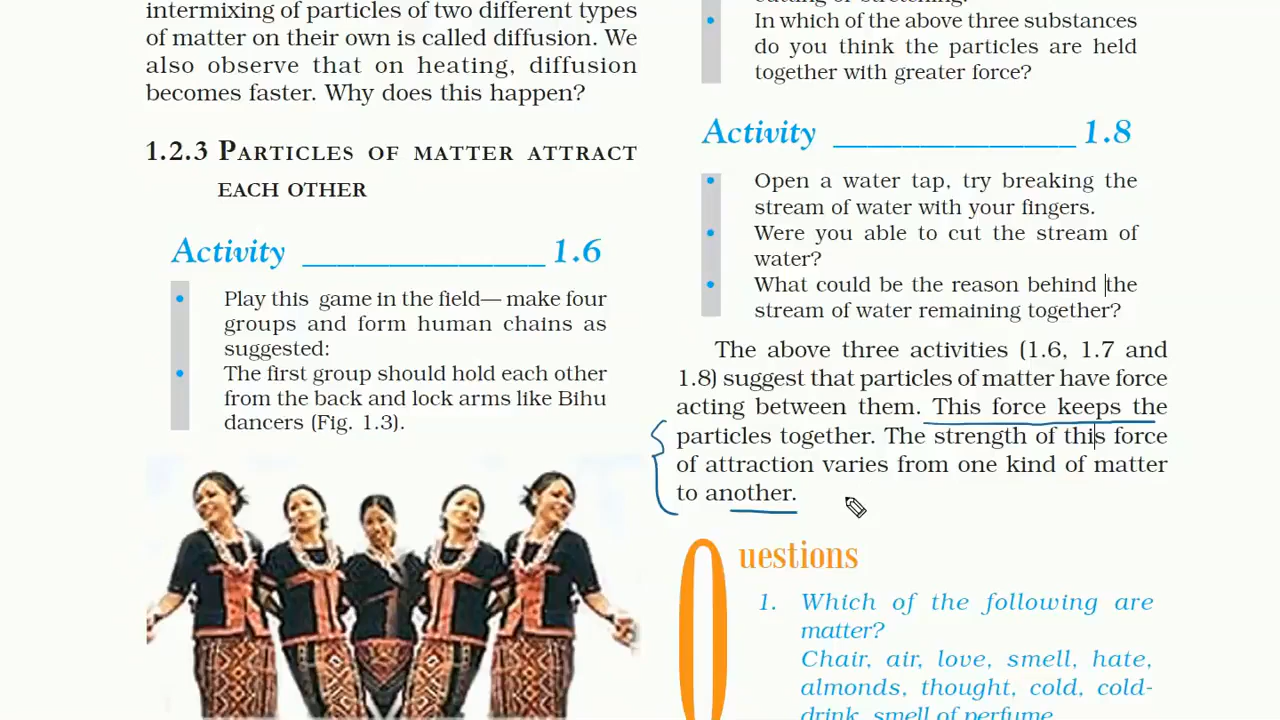 intermixing of particles of two different types
of matter on their own is called diffusion. We
also observe that on heating, diffusion
becomes faster. Why does this happen?
1.2.3 PARTICLES OF MATTER ATTRACT
EACH OTHER
Activity ______________ 1.6
• Play this game in the field— make four
groups and form human chains as
suggested:
• The first group should hold each other
from the back and lock arms like Bihu
dancers (Fig. 1.3).
• In which of the above three substances
do you think the particles are held
together with greater force?
Activity ______________ 1.8
• Open a water tap, try breaking the
stream of water with your fingers.
• Were you able to cut the stream of
water?
• What could be the reason behind the
stream of water remaining together?
The above three activities (1.6, 1.7 and
1.8) suggest that particles of matter have force
acting between them. This force keeps the
particles together. The strength of this force
of attraction varies from one kind of matter
to another.
Questions
1. Which of the following are
matter?
Chair, air, love, smell, hate,
almonds, thought, cold, cold-
drink, smell of perfume.